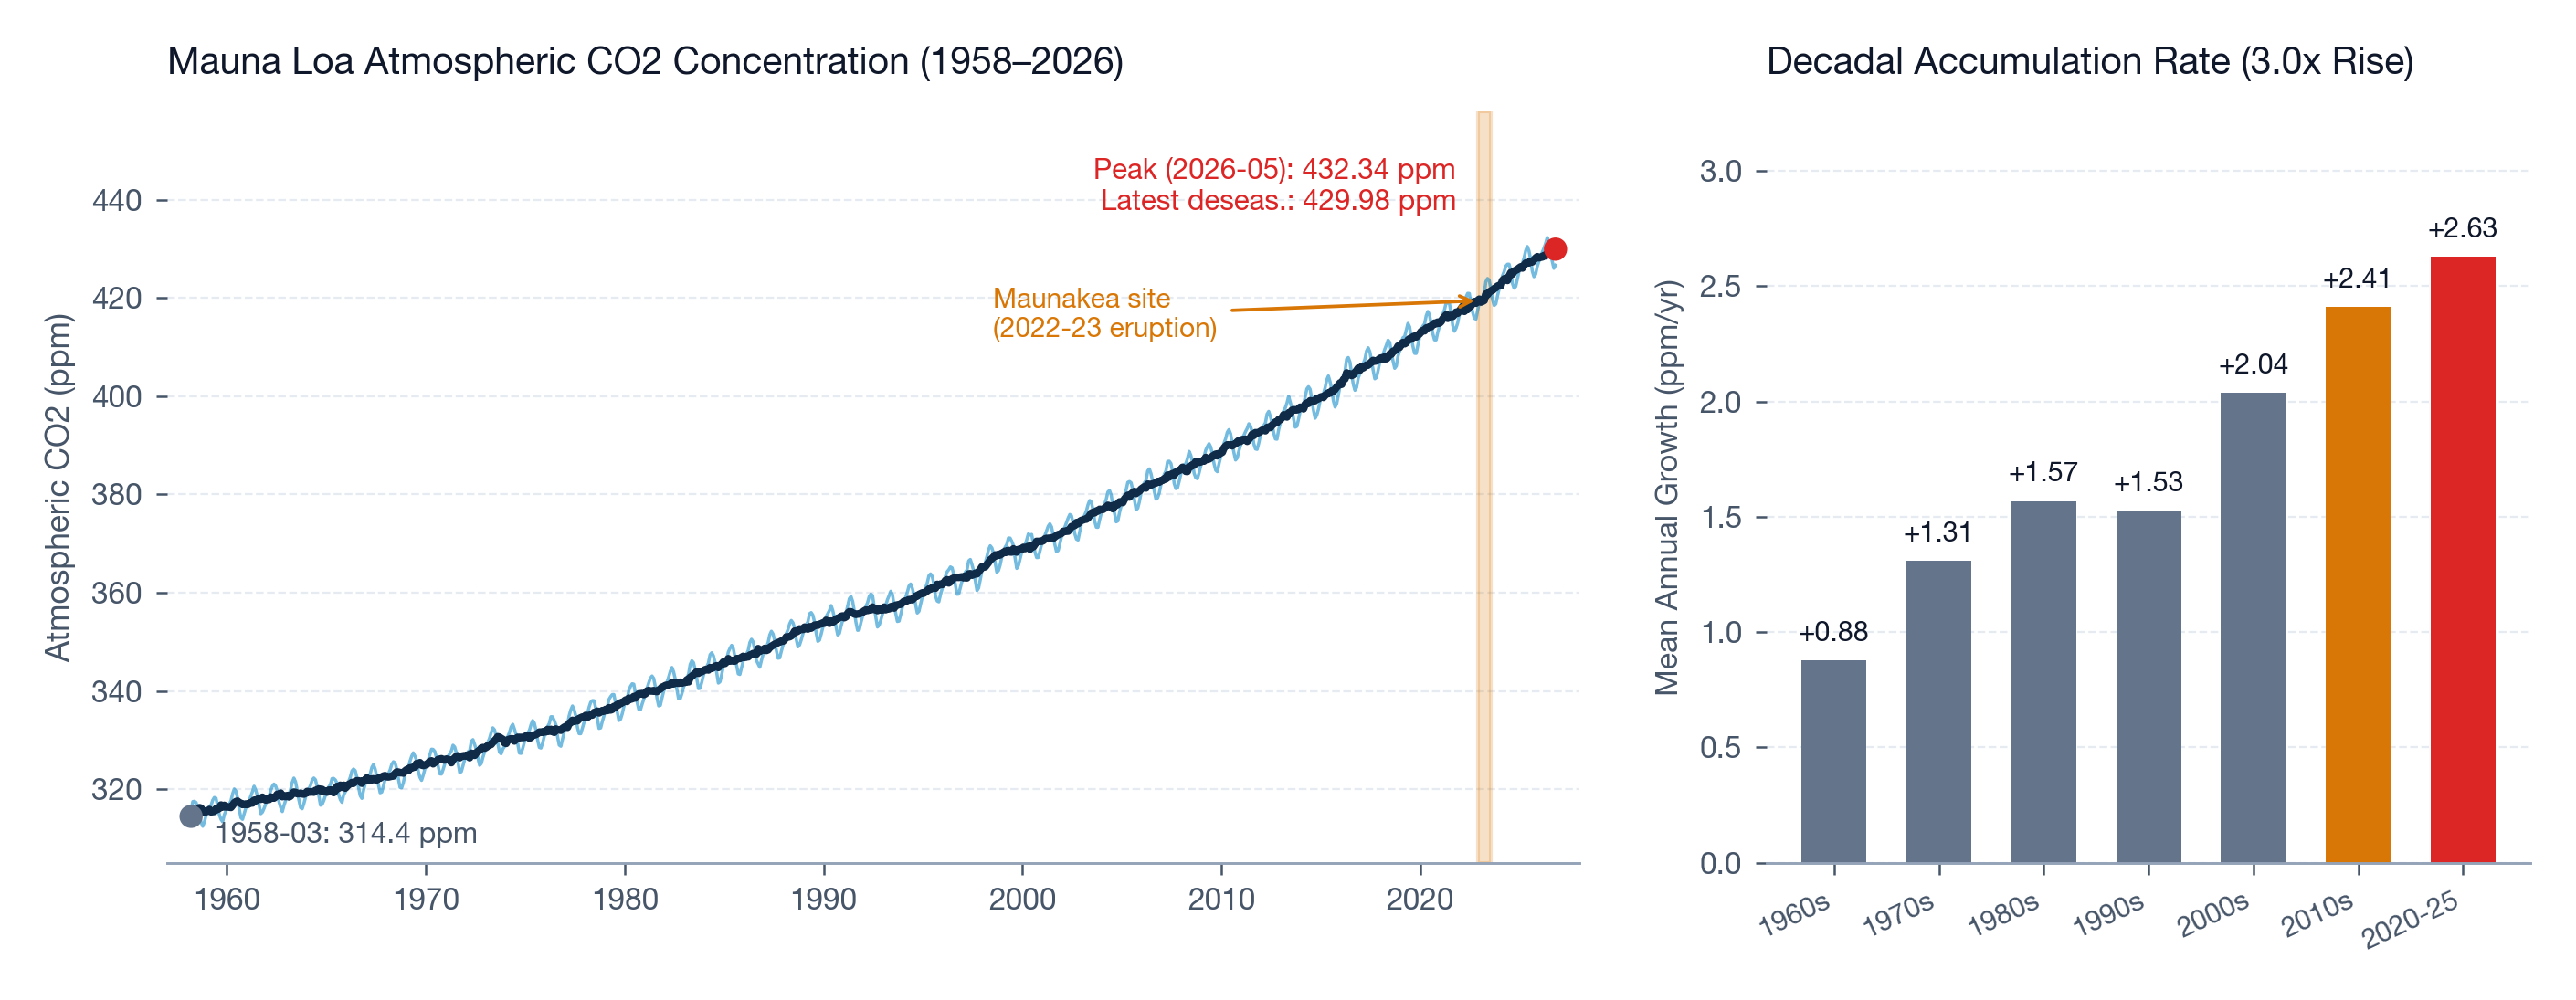 Mauna Loa Atmospheric CO2 Concentration (1958–2026)
Atmospheric CO2 (ppm)
440
420
400
380
360
340
320
Peak (2026-05): 432.34 ppm
Latest deseas.: 429.98 ppm
Maunakea site
(2022-23 eruption)
1958-03: 314.4 ppm
1960
1970
1980
1990
2000
2010
2020
Decadal Accumulation Rate (3.0x Rise)
Mean Annual Growth (ppm/yr)
3.0
2.5
2.0
1.5
1.0
0.5
0.0
+0.88
+1.31
+1.57
+1.53
+2.04
+2.41
+2.63
1960s
1970s
1980s
1990s
2000s
2010s
2020-25